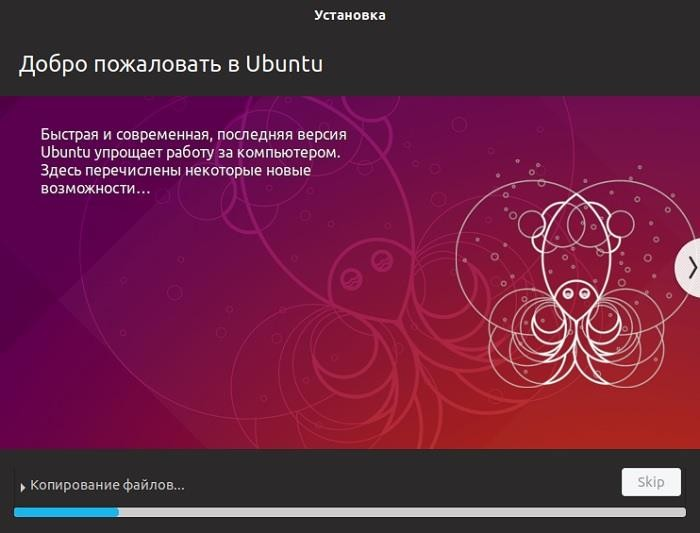 Установка
Добро пожаловать в Ubuntu
Быстрая и современная, последняя версия
Ubuntu упрощает работу за компьютером.
Здесь перечислены некоторые новые
возможности…
Копирование файлов...
Skip